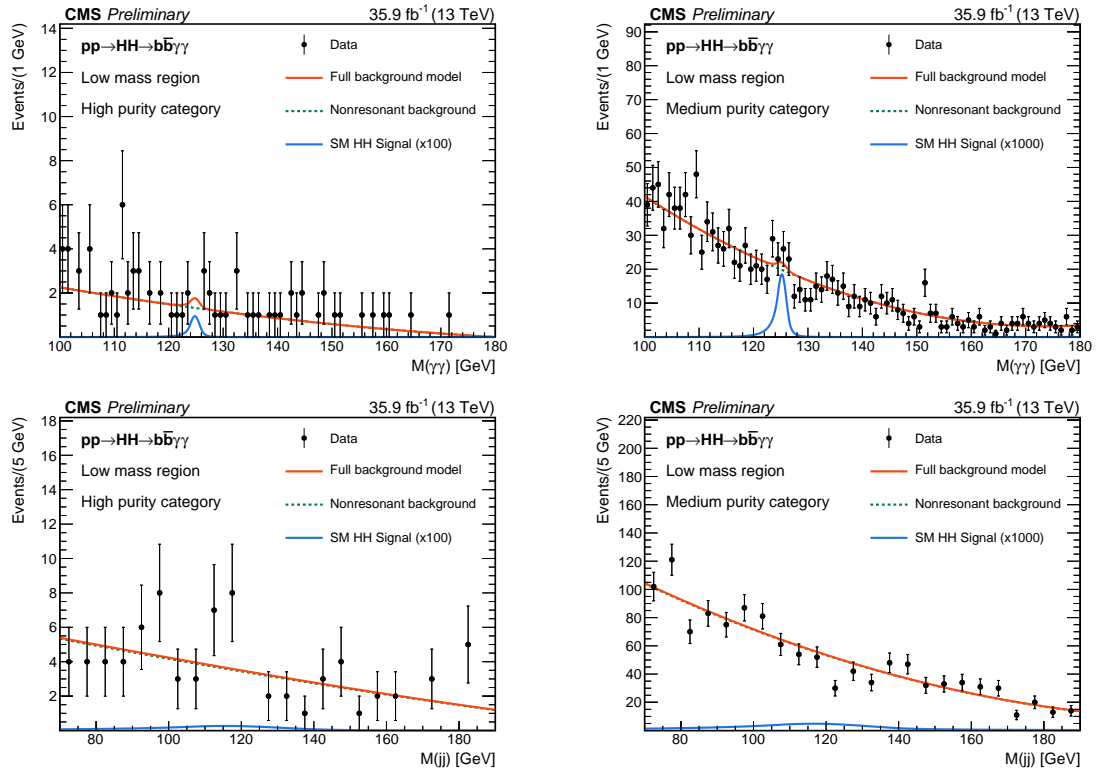 CMS Preliminary 35.9 fb⁻¹ (13 TeV)
pp→HH→bb̅γγ
Low mass region
High purity category
Data
Full background model
Nonresonant background
SM HH Signal (x100)
Events/(1 GeV)
14
12
10
8
6
4
2
100 110 120 130 140 150 160 170 180
M(γγ) [GeV]
CMS Preliminary 35.9 fb⁻¹ (13 TeV)
pp→HH→bb̅γγ
Low mass region
Medium purity category
Data
Full background model
Nonresonant background
SM HH Signal (x1000)
Events/(1 GeV)
90
80
70
60
50
40
30
20
10
100 110 120 130 140 150 160 170 180
M(γγ) [GeV]
CMS Preliminary 35.9 fb⁻¹ (13 TeV)
pp→HH→bb̅γγ
Low mass region
High purity category
Data
Full background model
Nonresonant background
SM HH Signal (x100)
Events/(5 GeV)
18
16
14
12
10
8
6
4
2
80 100 120 140 160 180
M(jj) [GeV]
CMS Preliminary 35.9 fb⁻¹ (13 TeV)
pp→HH→bb̅γγ
Low mass region
Medium purity category
Data
Full background model
Nonresonant background
SM HH Signal (x1000)
Events/(5 GeV)
220
200
180
160
140
120
100
80
60
40
20
80 100 120 140 160 180
M(jj) [GeV]